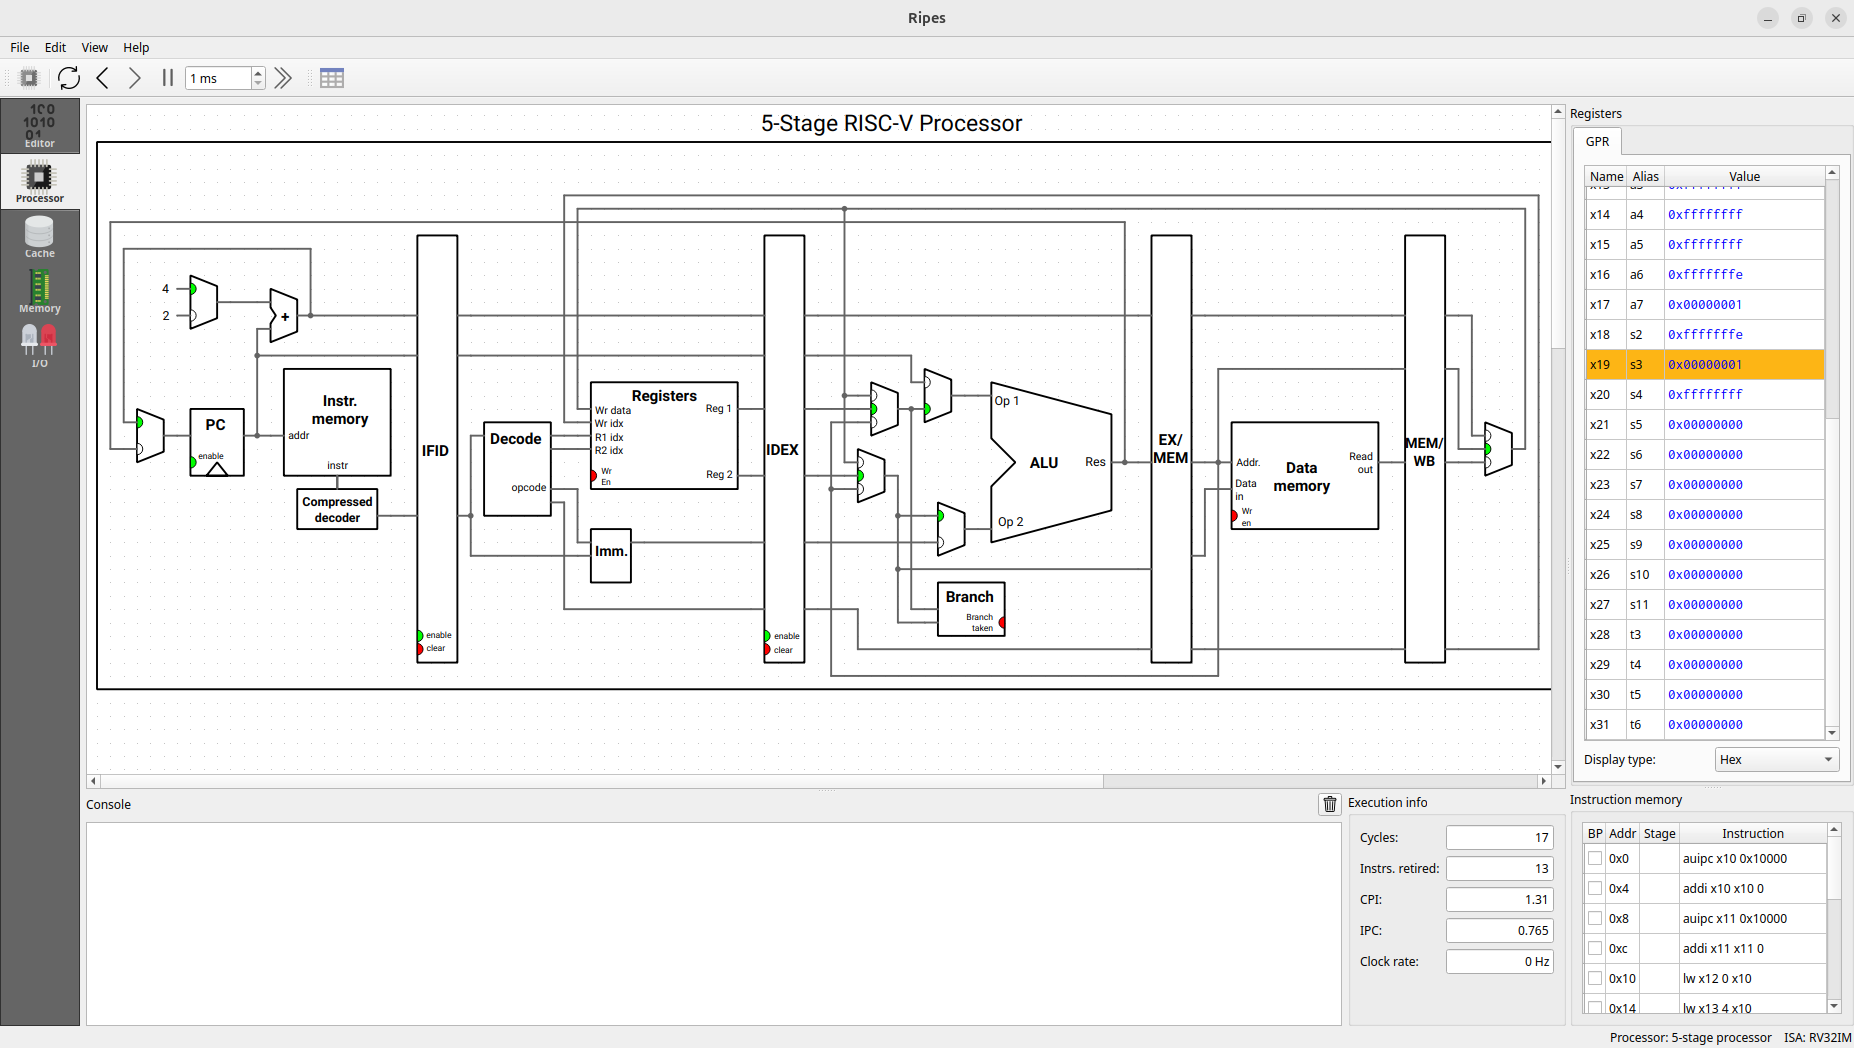 Ripes
File Edit View Help
1 ms
100
1010
01
Editor
Processor
Cache
Memory
I/O
5-Stage RISC-V Processor
4
2
+
Instr.
memory
addr
instr
PC
enable
Compressed
decoder
IFID
enable
clear
Decode
opcode
Registers
Wr data
Wr idx
R1 idx
R2 idx
Wr
En
Reg 1
Reg 2
Imm.
IDEX
enable
clear
Op 1
ALU
Res
Op 2
Branch
Branch
taken
EX/
MEM
Addr.
Data
in
Wr
en
Data
memory
Read
out
MEM/
WB
Registers
GPR
Name Alias Value
x14 a4 0xffffffff
x15 a5 0xffffffff
x16 a6 0xfffffffe
x17 a7 0x00000001
x18 s2 0xfffffffe
x19 s3 0x00000001
x20 s4 0xffffffff
x21 s5 0x00000000
x22 s6 0x00000000
x23 s7 0x00000000
x24 s8 0x00000000
x25 s9 0x00000000
x26 s10 0x00000000
x27 s11 0x00000000
x28 t3 0x00000000
x29 t4 0x00000000
x30 t5 0x00000000
x31 t6 0x00000000
Display type: Hex
Console
Execution info
Cycles: 17
Instrs. retired: 13
CPI: 1.31
IPC: 0.765
Clock rate: 0 Hz
Instruction memory
BP Addr Stage Instruction
0x0 auipc x10 0x10000
0x4 addi x10 x10 0
0x8 auipc x11 0x10000
0xc addi x11 x11 0
0x10 lw x12 0 x10
0x14 lw x13 4 x10
Processor: 5-stage processor ISA: RV32IM